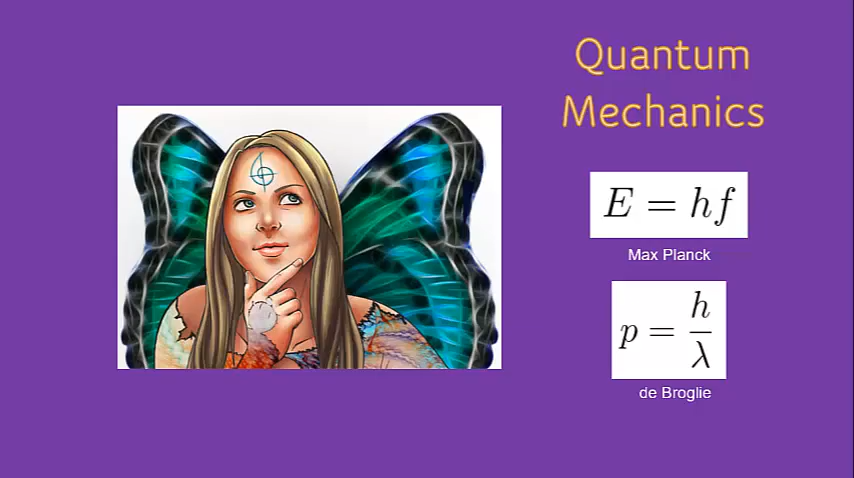 Quantum
Mechanics
E = hf
Max Planck
p = h/λ
de Broglie